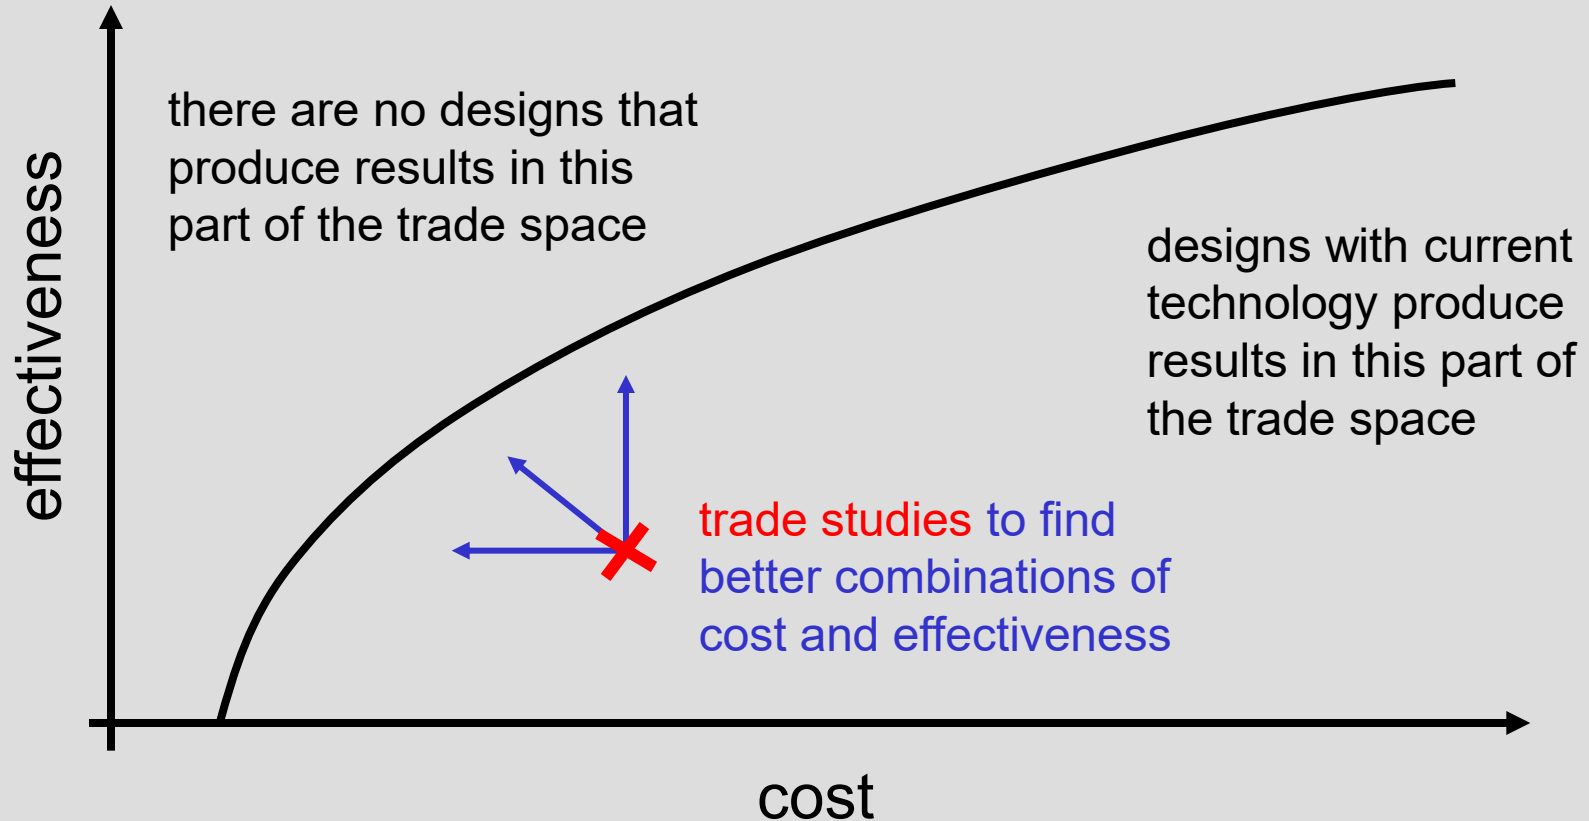 effectiveness
there are no designs that
produce results in this
part of the trade space
designs with current
technology produce
results in this part of
the trade space
trade studies to find
better combinations of
cost and effectiveness
cost